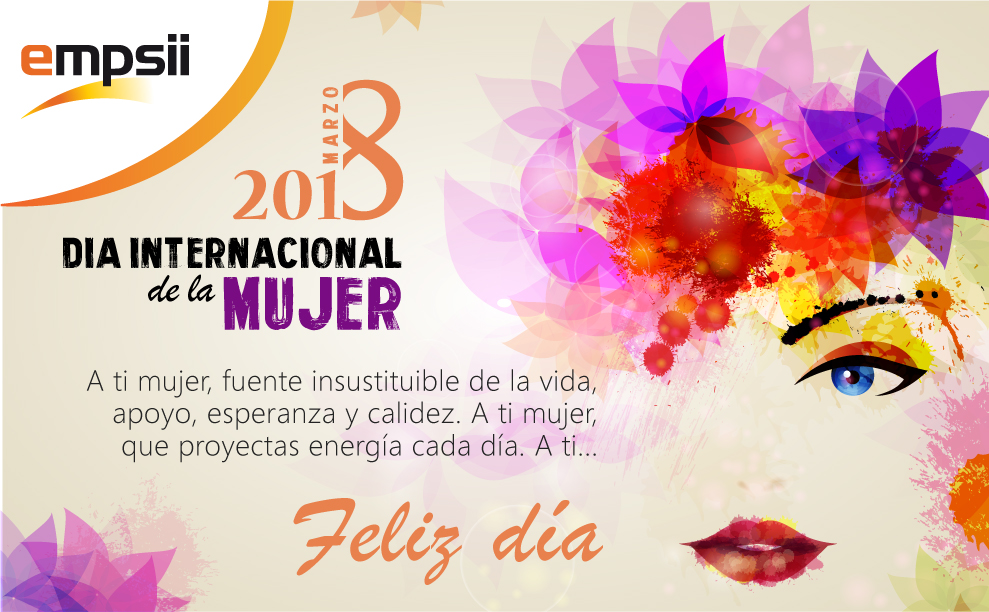 empsii
MARZO
2018
DIA INTERNACIONAL
de la MUJER
A ti mujer, fuente insustituible de la vida,
apoyo, esperanza y calidez. A ti mujer,
que proyectas energía cada día. A ti...
Feliz día